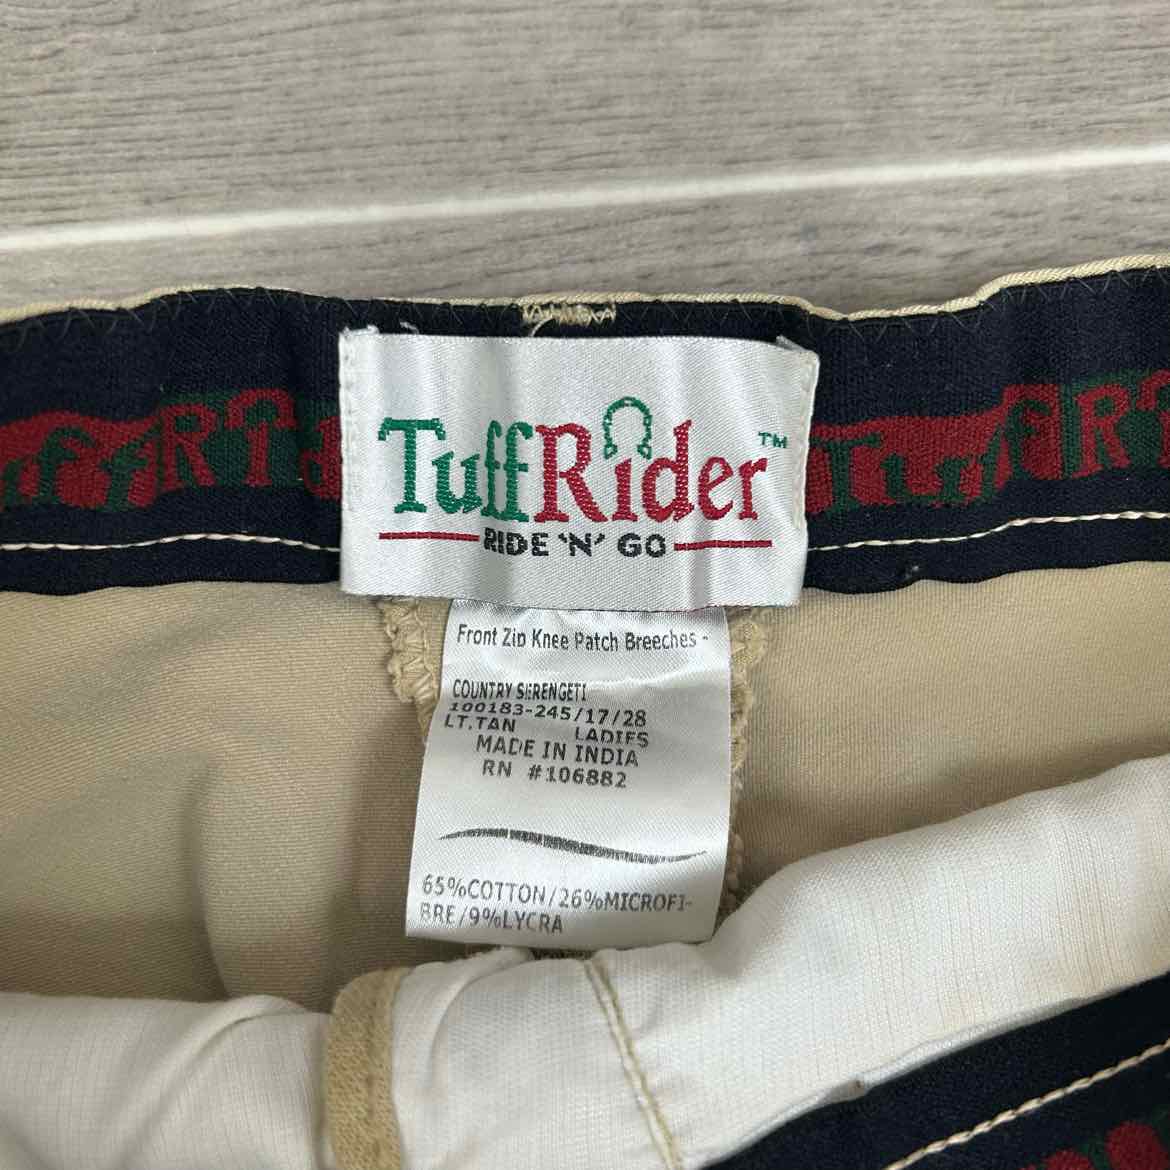 TuffRider™
RIDE 'N' GO
Front Zip Knee Patch Breeches -
COUNTRY SERENGETI
100183-245/17/28
LT.TAN LADIES
MADE IN INDIA
RN #106882
65%COTTON/26%MICROFI-
BRE/9%LYCRA